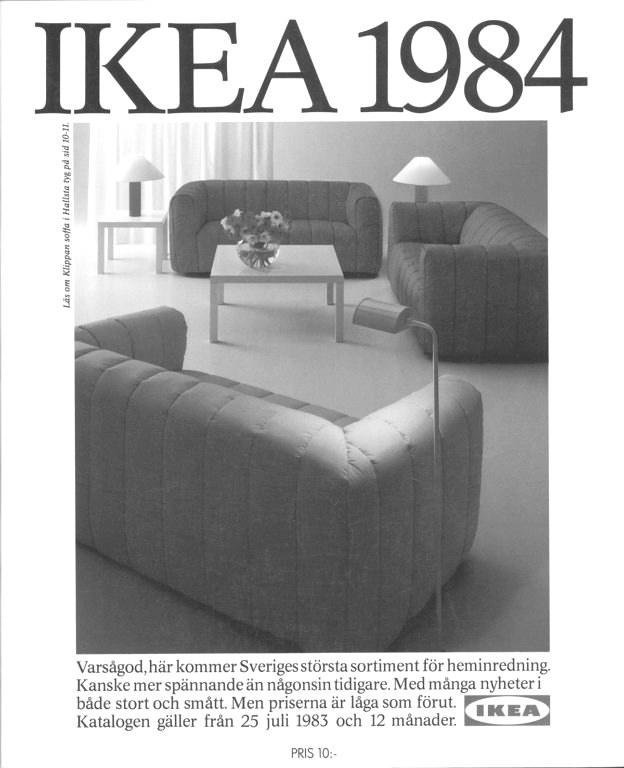 IKEA 1984
Läs om Klippan soffa i Hallsta tyg på sid 10-11.
Varsågod, här kommer Sveriges största sortiment för heminredning.
Kanske mer spännande än någonsin tidigare. Med många nyheter i
både stort och smått. Men priserna är låga som förut.
Katalogen gäller från 25 juli 1983 och 12 månader.
IKEA
PRIS 10:-